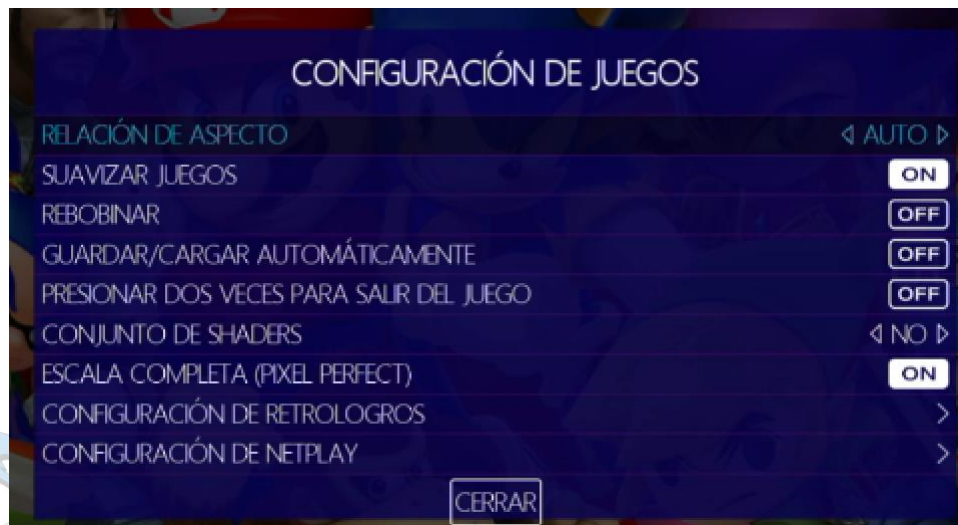 CONFIGURACIÓN DE JUEGOS
RELACIÓN DE ASPECTO AUTO
SUAVIZAR JUEGOS ON
REBOBINAR OFF
GUARDAR/CARGAR AUTOMÁTICAMENTE OFF
PRESIONAR DOS VECES PARA SALIR DEL JUEGO OFF
CONJUNTO DE SHADERS NO
ESCALA COMPLETA (PIXEL PERFECT) ON
CONFIGURACIÓN DE RETROLOGROS
CONFIGURACIÓN DE NETPLAY
CERRAR